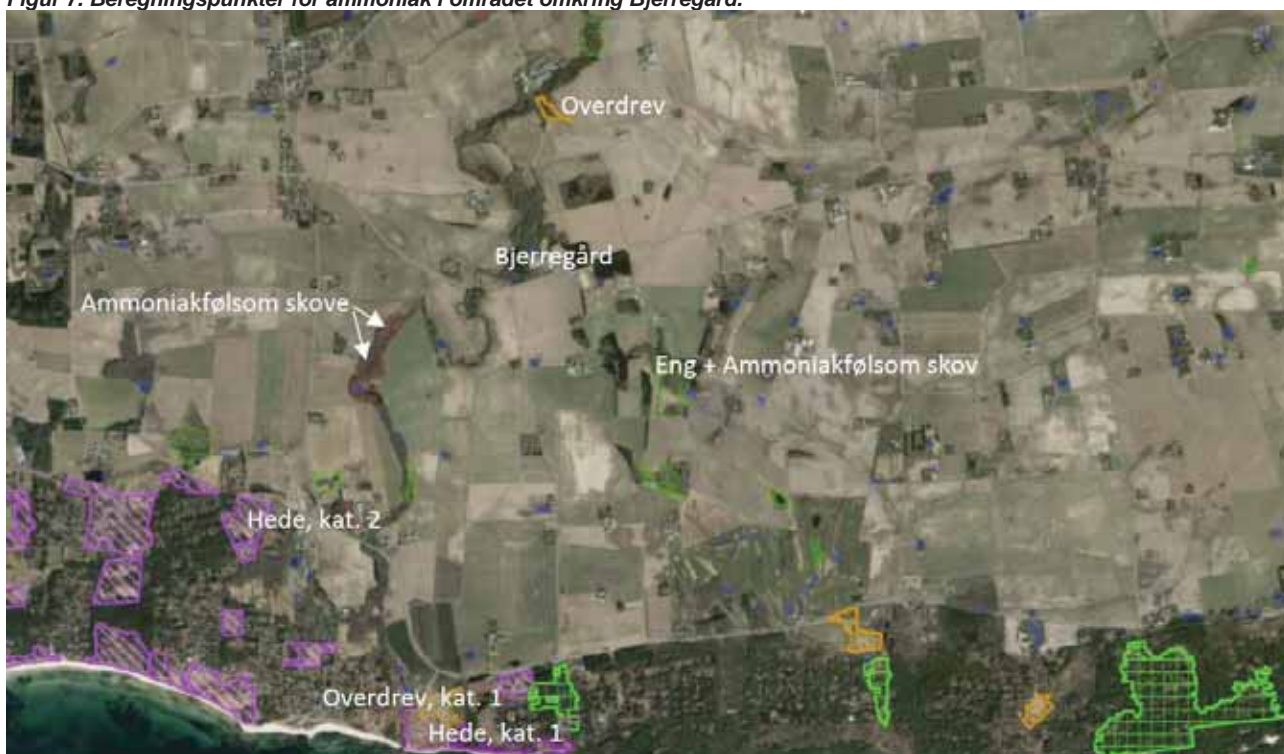 Figur 7. Beregningspunkter for ammoniak i området omkring Bjerregård.
Overdrev
Bjerregård
Ammoniakfølsom skove
Eng + Ammoniakfølsom skov
Hede, kat. 2
Overdrev, kat. 1
Hede, kat. 1